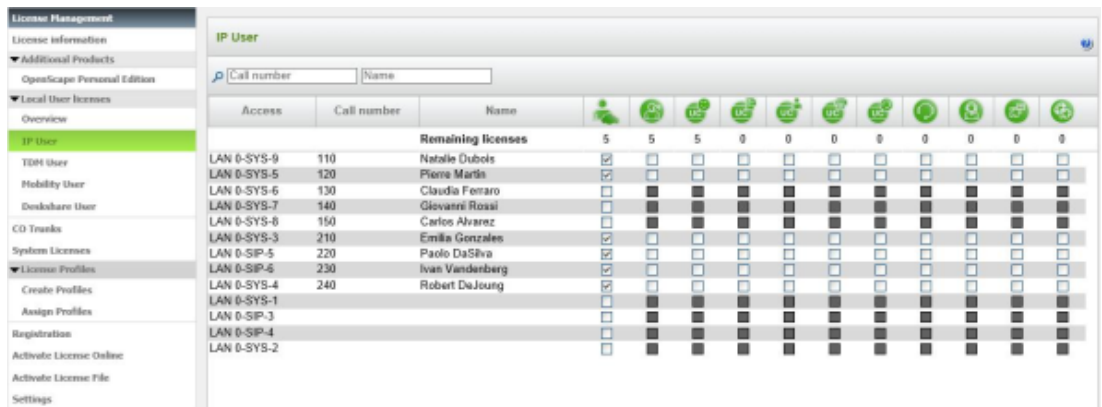 License Management
License information
Additional Products
OpenScape Personal Edition
Local User licenses
Overview
IP User
TDM User
Mobility User
Deskshare User
CO Trunks
System Licenses
License Profiles
Create Profiles
Assign Profiles
Registration
Activate License Online
Activate License File
Settings
IP User
Call number Name
Access Call number Name
Remaining licenses 5 5 5 0 0 0 0 0 0 0 0
LAN 0-SYS-9 110 Natalie Dubois
LAN 0-SYS-5 120 Pierre Martin
LAN 0-SYS-6 130 Claudia Ferraro
LAN 0-SYS-7 140 Giovanni Rossi
LAN 0-SYS-8 150 Carlos Alvarez
LAN 0-SYS-3 210 Emilia Gonzales
LAN 0-SIP-5 220 Paolo DaSilva
LAN 0-SIP-6 230 Ivan Vandenberg
LAN 0-SYS-4 240 Robert DeJoung
LAN 0-SYS-1
LAN 0-SIP-3
LAN 0-SIP-4
LAN 0-SYS-2